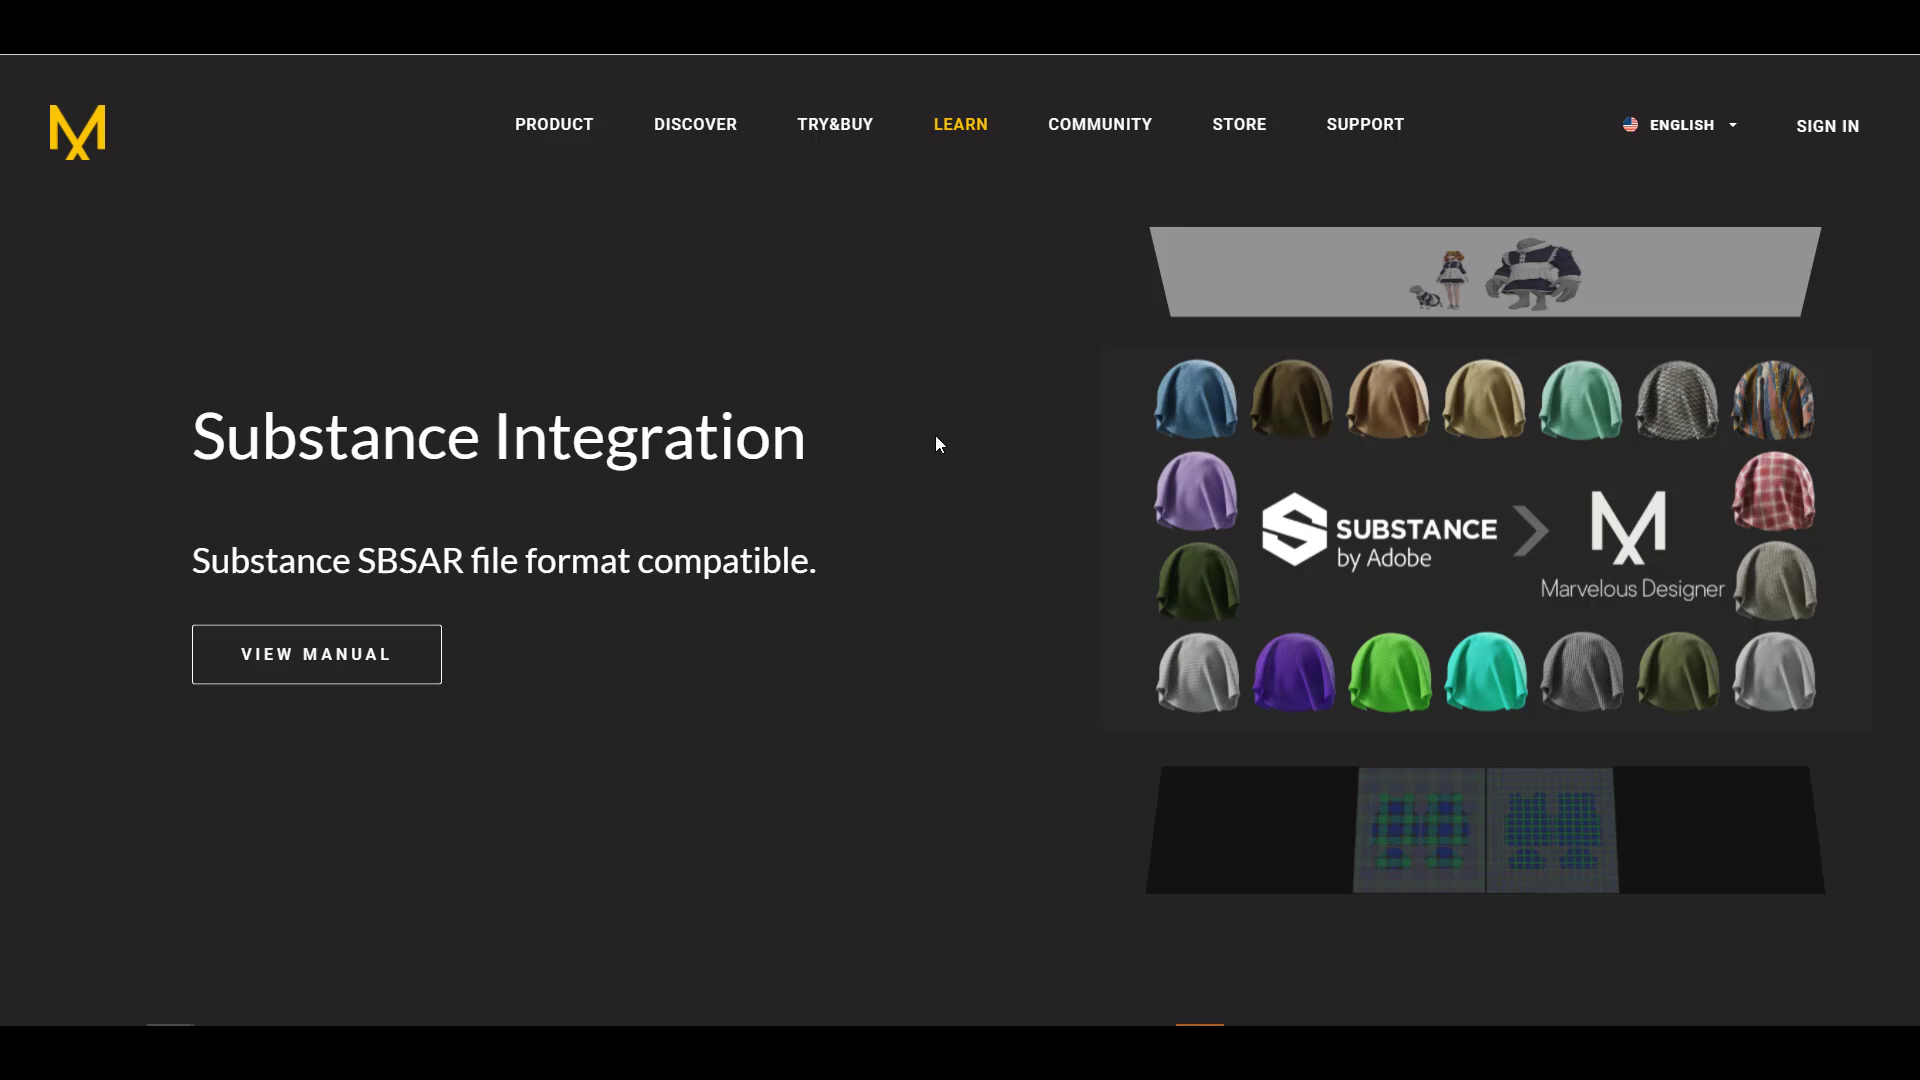 PRODUCT DISCOVER TRY&BUY LEARN COMMUNITY STORE SUPPORT ENGLISH SIGN IN
Substance Integration
Substance SBSAR file format compatible.
VIEW MANUAL
SUBSTANCE
by Adobe
Marvelous Designer